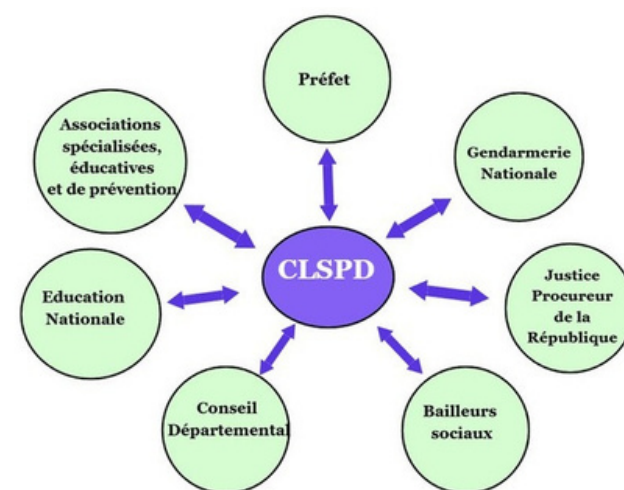 Préfet
Associations
spécialisées,
éducatives
et de prévention
Gendarmerie
Nationale
CLSPD
Education
Nationale
Justice
Procureur
de la
République
Conseil
Départemental
Bailleurs
sociaux